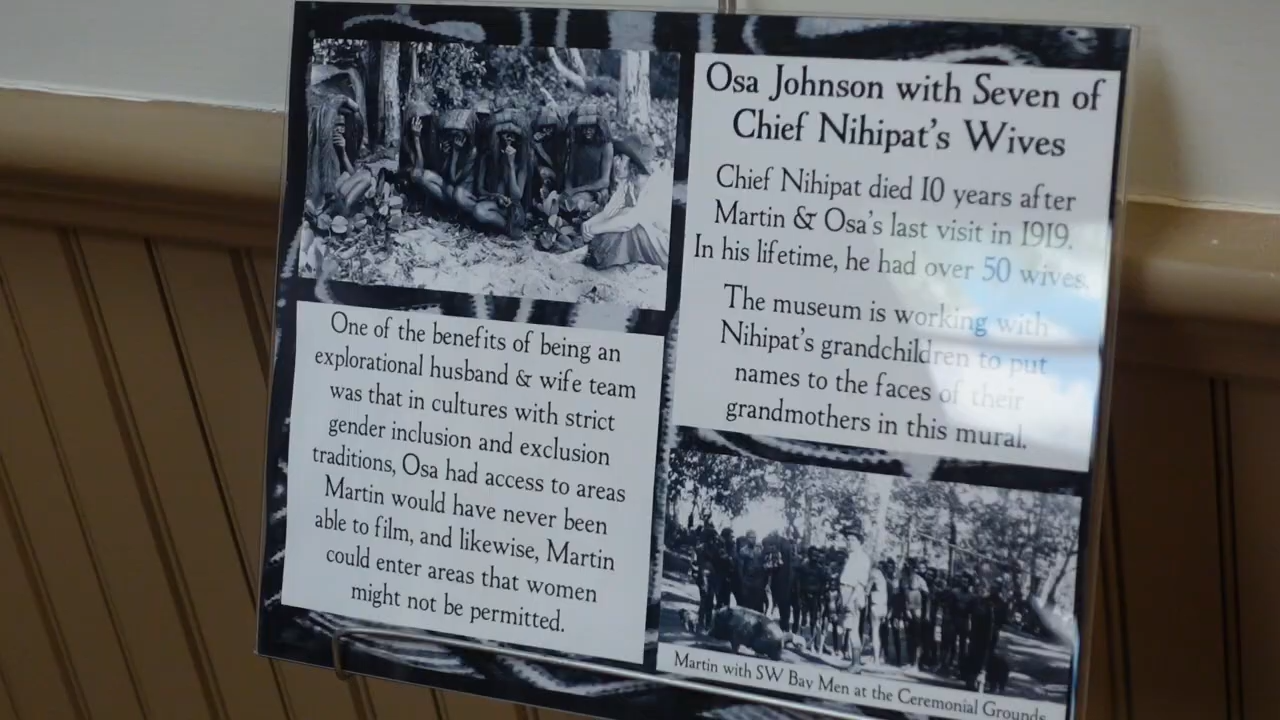 Osa Johnson with Seven of
Chief Nihipat's Wives
Chief Nihipat died 10 years after
Martin & Osa's last visit in 1919.
In his lifetime, he had over 50 wives.
The museum is working with
Nihipat's grandchildren to put
names to the faces of their
grandmothers in this mural.
One of the benefits of being an
explorational husband & wife team
was that in cultures with strict
gender inclusion and exclusion
traditions, Osa had access to areas
Martin would have never been
able to film, and likewise, Martin
could enter areas that women
might not be permitted.
Martin with SW Bay Men at the Ceremonial Grounds